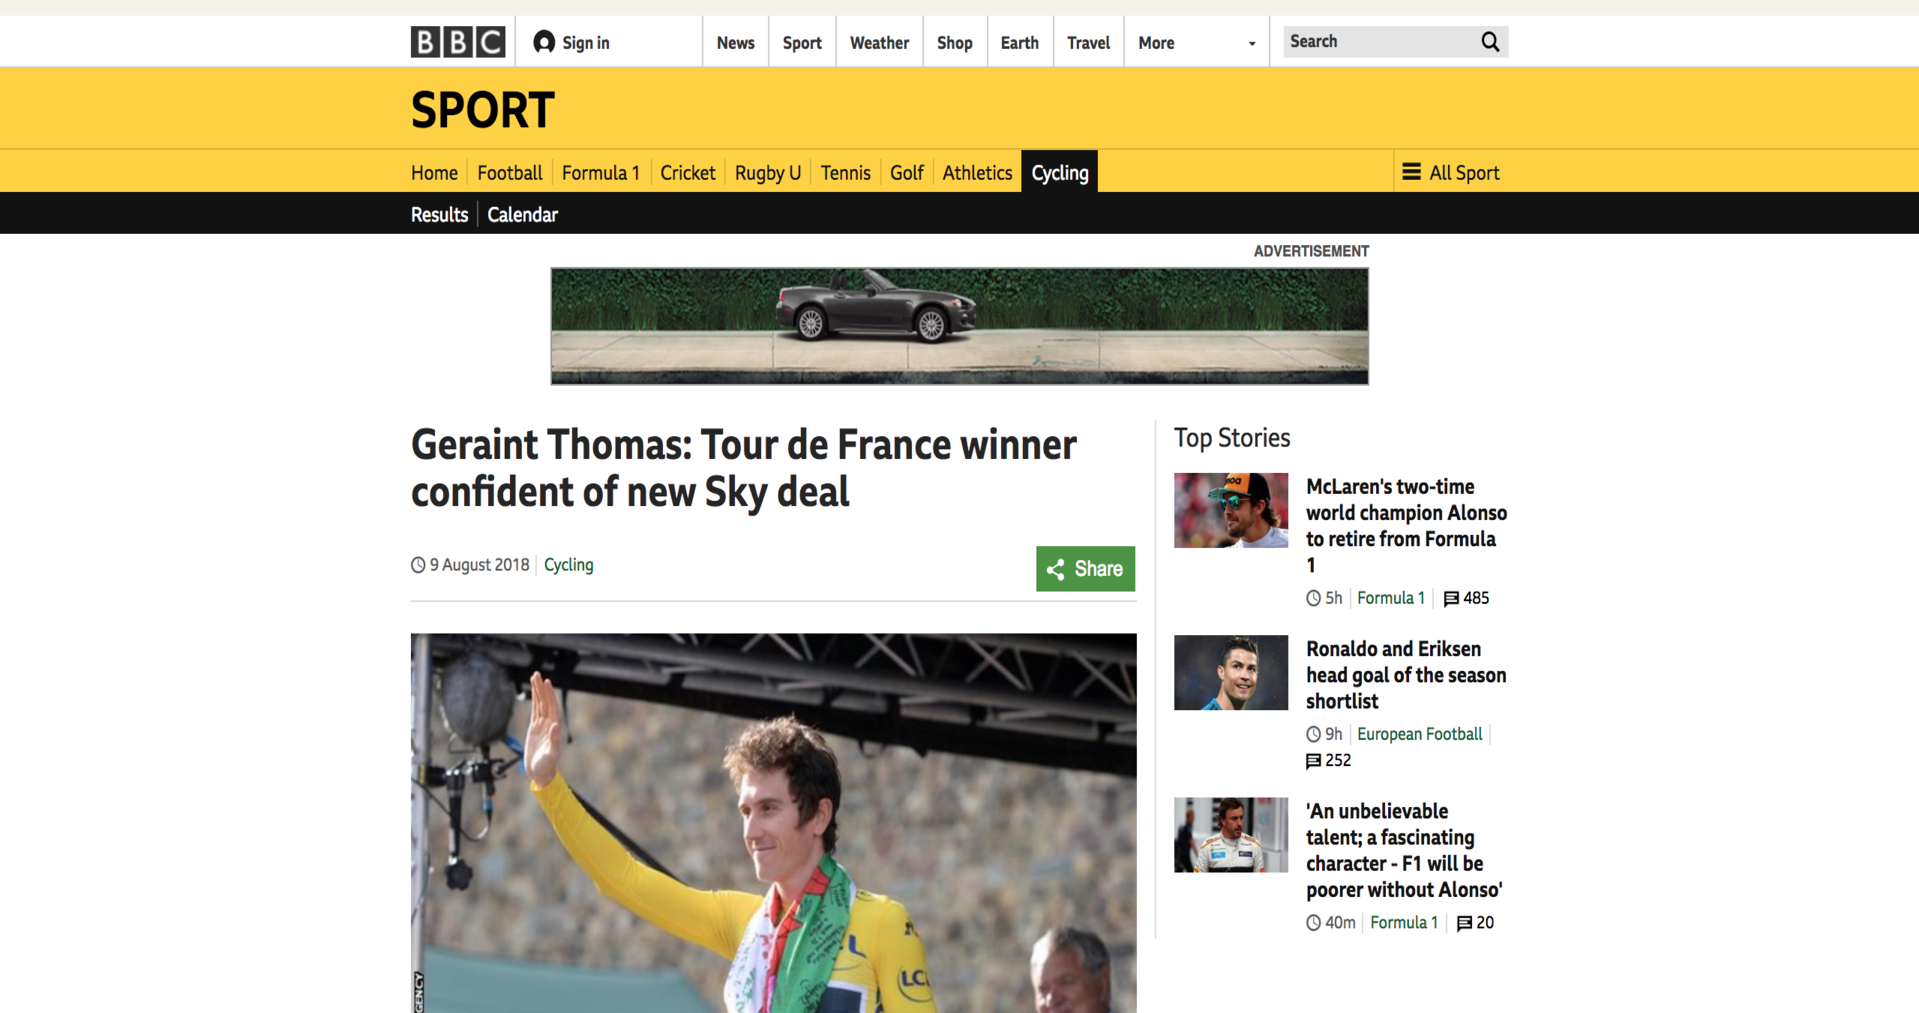 BBC
Sign in
News
Sport
Weather
Shop
Earth
Travel
More
Search
SPORT
Home
Football
Formula 1
Cricket
Rugby U
Tennis
Golf
Athletics
Cycling
All Sport
Results
Calendar
ADVERTISEMENT
Geraint Thomas: Tour de France winner
confident of new Sky deal
9 August 2018
Cycling
Share
LCL
GENCY
Top Stories
McLaren's two-time
world champion Alonso
to retire from Formula
1
5h
Formula 1
485
Ronaldo and Eriksen
head goal of the season
shortlist
9h
European Football
252
'An unbelievable
talent; a fascinating
character - F1 will be
poorer without Alonso'
40m
Formula 1
20